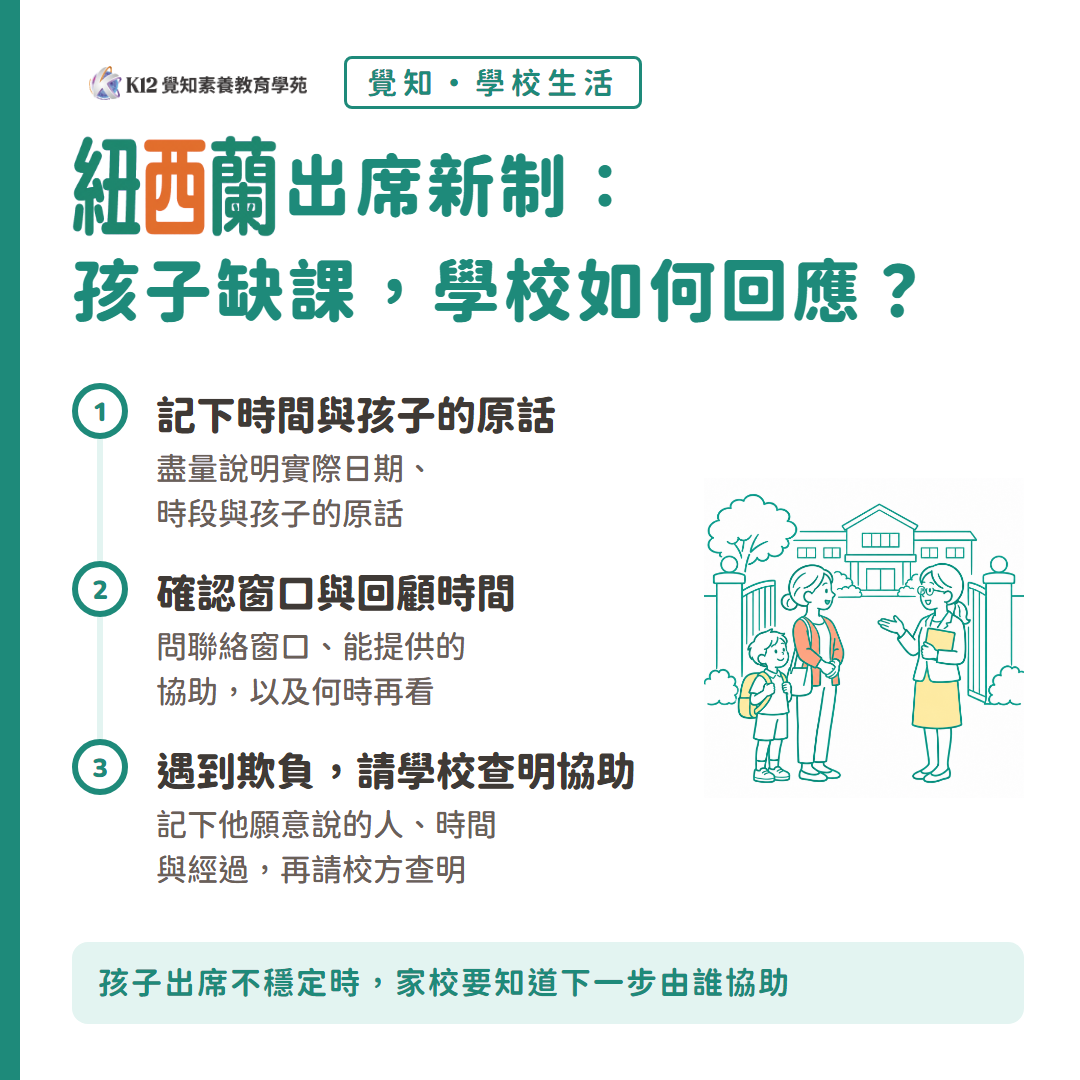 K12 覺知素養教育學苑
覺知・學校生活
紐西蘭出席新制：
孩子缺課，學校如何回應？
1
記下時間與孩子的原話
盡量說明實際日期、
時段與孩子的原話
2
確認窗口與回顧時間
問聯絡窗口、能提供的
協助，以及何時再看
3
遇到欺負，請學校查明協助
記下他願意說的人、時間
與經過，再請校方查明
孩子出席不穩定時，家校要知道下一步由誰協助